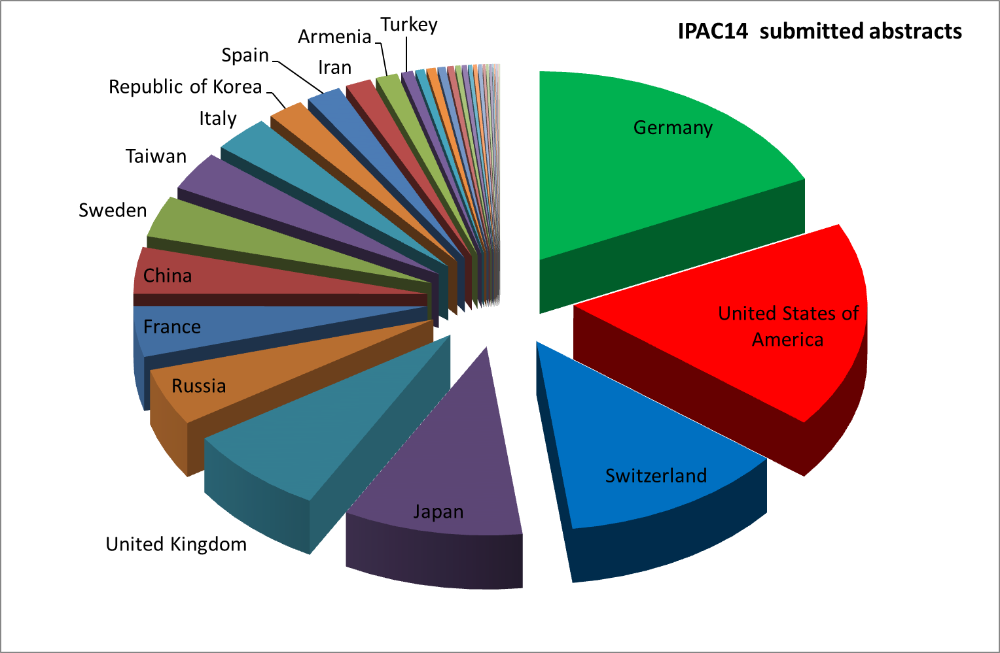 IPAC14 submitted abstracts
Turkey
Armenia
Spain
Iran
Republic of Korea
Italy
Taiwan
Sweden
China
France
Russia
United Kingdom
Japan
Switzerland
United States of
America
Germany